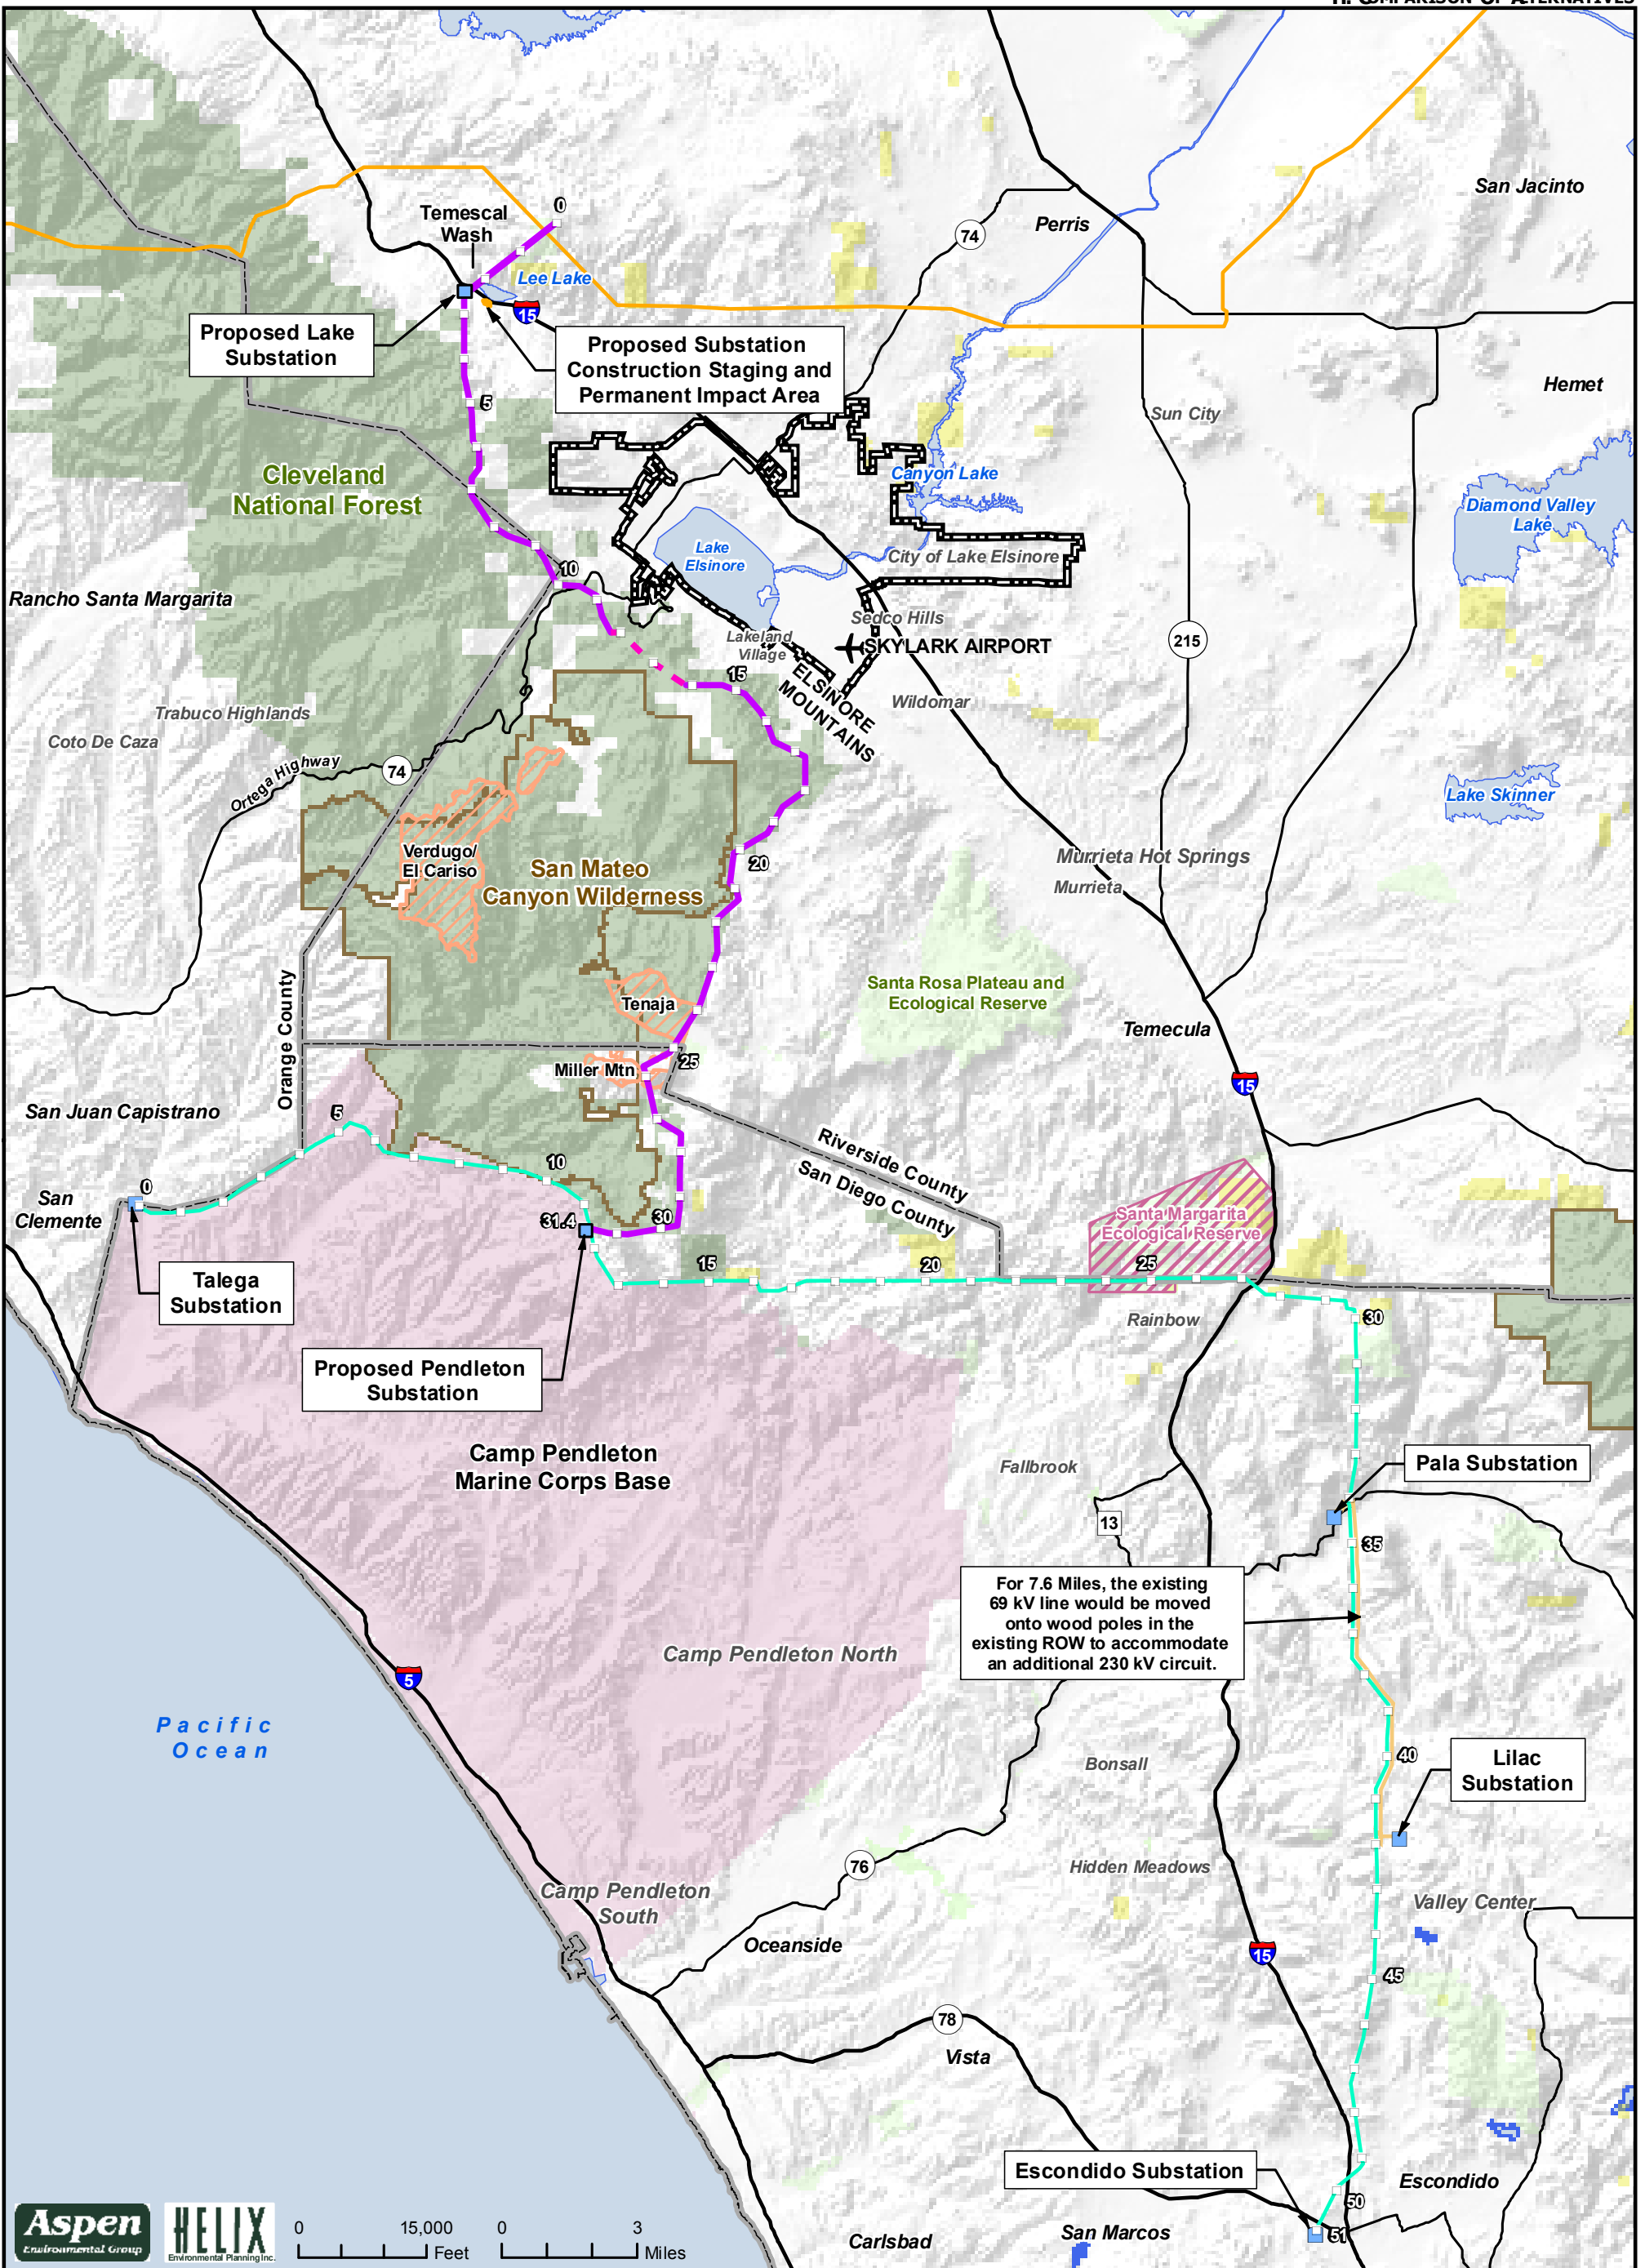 H. COMPARISON OF ALTERNATIVES
San Jacinto
0
Temescal
Wash
Perris
74
Lee Lake
15
Proposed Lake
Substation
Proposed Substation
Construction Staging and
Permanent Impact Area
Hemet
5
Sun City
Cleveland
National Forest
Canyon Lake
Diamond Valley
Lake
Lake
Elsinore
City of Lake Elsinore
10
Rancho Santa Margarita
Sedco Hills
Lakeland
Village
SKYLARK AIRPORT
215
15
ELSINORE
MOUNTAINS
Wildomar
Trabuco Highlands
Coto De Caza
Ortega Highway
74
Lake Skinner
Verdugo/
El Cariso
San Mateo
Canyon Wilderness
20
Murrieta Hot Springs
Murrieta
Santa Rosa Plateau and
Ecological Reserve
Tenaja
Temecula
Orange County
Miller Mtn
25
15
San Juan Capistrano
5
Riverside County
San Diego County
10
0
San
Clemente
31.4
30
Santa Margarita
Ecological Reserve
15
20
25
Talega
Substation
Rainbow
30
Proposed Pendleton
Substation
Camp Pendleton
Marine Corps Base
Fallbrook
Pala Substation
13
35
For 7.6 Miles, the existing
69 kV line would be moved
onto wood poles in the
existing ROW to accommodate
an additional 230 kV circuit.
Camp Pendleton North
5
Pacific
Ocean
Bonsall
40
Lilac
Substation
76
Hidden Meadows
Camp Pendleton
South
Valley Center
Oceanside
15
45
78
Vista
Escondido Substation
Escondido
50
51
Carlsbad
San Marcos
Aspen
Environmental Group
HELIX
Environmental Planning Inc.
0 15,000
Feet
0 3
Miles